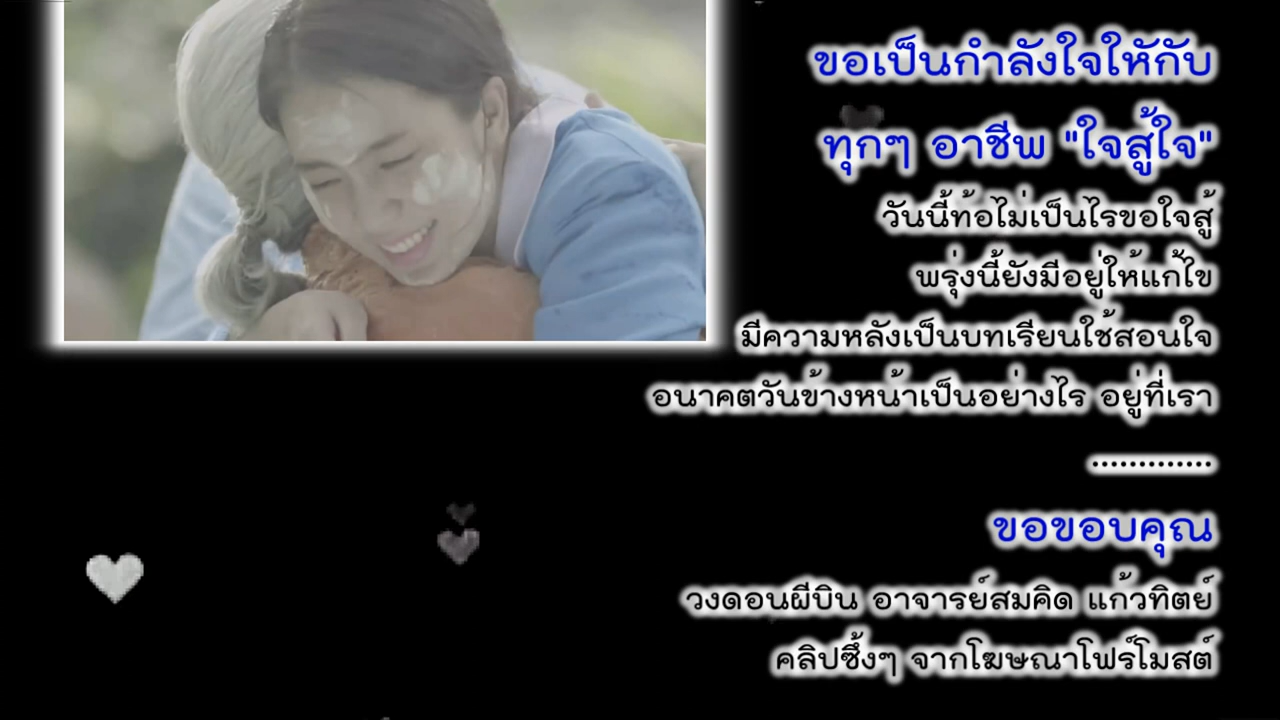 ขอเป็นกำลังใจให้กับ
ทุกๆ อาชีพ "ใจสู้ใจ"
วันนี้ท้อไม่เป็นไรขอใจสู้
พรุ่งนี้ยังมีอยู่ให้แก้ไข
มีความหลังเป็นบทเรียนใช้สอนใจ
อนาคตวันข้างหน้าเป็นอย่างไร อยู่ที่เรา
.............
ขอขอบคุณ
วงดอนผีบิน อาจารย์สมคิด แก้วทิตย์
คลิปซึ้งๆ จากโฆษณาโฟร์โมสต์